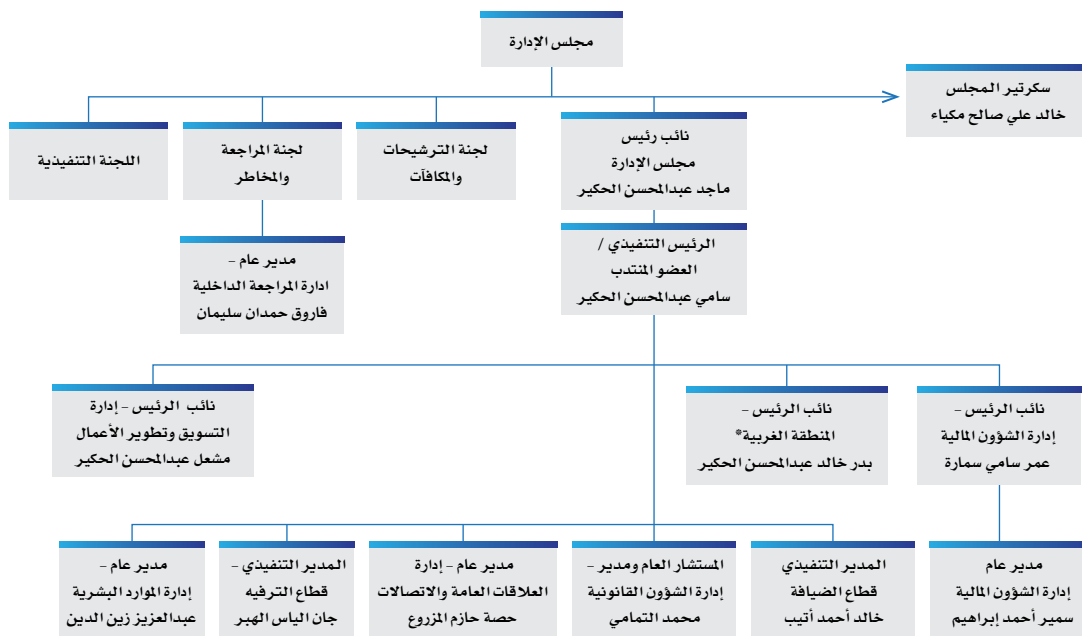 مجلس الإدارة
سكرتير المجلس
خالد علي صالح مكياء
نائب رئيس
مجلس الإدارة
ماجد عبدالمحسن الحكير
لجنة الترشيحات
والمكافآت
لجنة المراجعة
والمخاطر
اللجنة التنفيذية
الرئيس التنفيذي /
العضو المنتدب
سامي عبدالمحسن الحكير
مدير عام –
ادارة المراجعة الداخلية
فاروق حمدان سليمان
نائب الرئيس –
إدارة الشؤون المالية
عمر سامي سمارة
نائب الرئيس –
المنطقة الغربية*
بدر خالد عبدالمحسن الحكير
نائب الرئيس – إدارة
التسويق وتطوير الأعمال
مشعل عبدالمحسن الحكير
مدير عام
إدارة الشؤون المالية
سمير أحمد إبراهيم
المدير التنفيذي
قطاع الضيافة
خالد أحمد أتيب
المستشار العام ومدير –
إدارة الشؤون القانونية
محمد التمامي
مدير عام – إدارة
العلاقات العامة والاتصالات
حصة حازم المزروع
المدير التنفيذي –
قطاع الترفيه
جان الياس الهبر
مدير عام –
إدارة الموارد البشرية
عبدالعزيز زين الدين